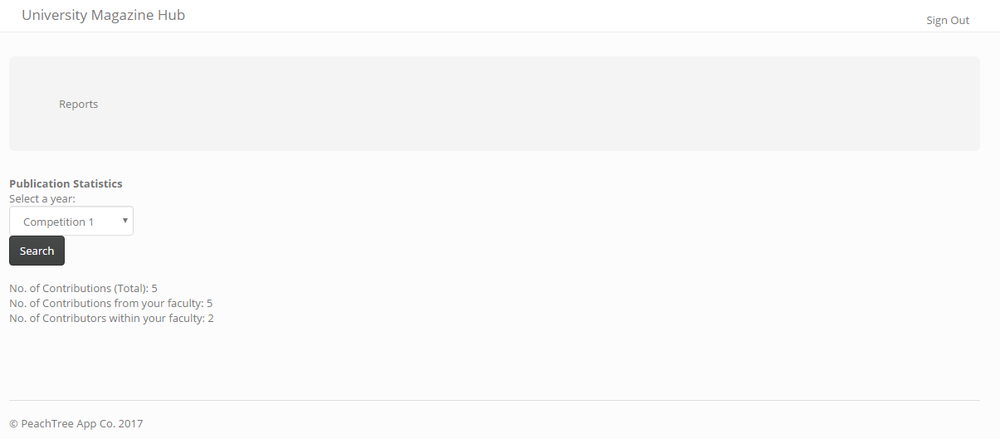 University Magazine Hub
Sign Out
Reports
Publication Statistics
Select a year:
Competition 1
Search
No. of Contributions (Total): 5
No. of Contributions from your faculty: 5
No. of Contributors within your faculty: 2
© PeachTree App Co. 2017